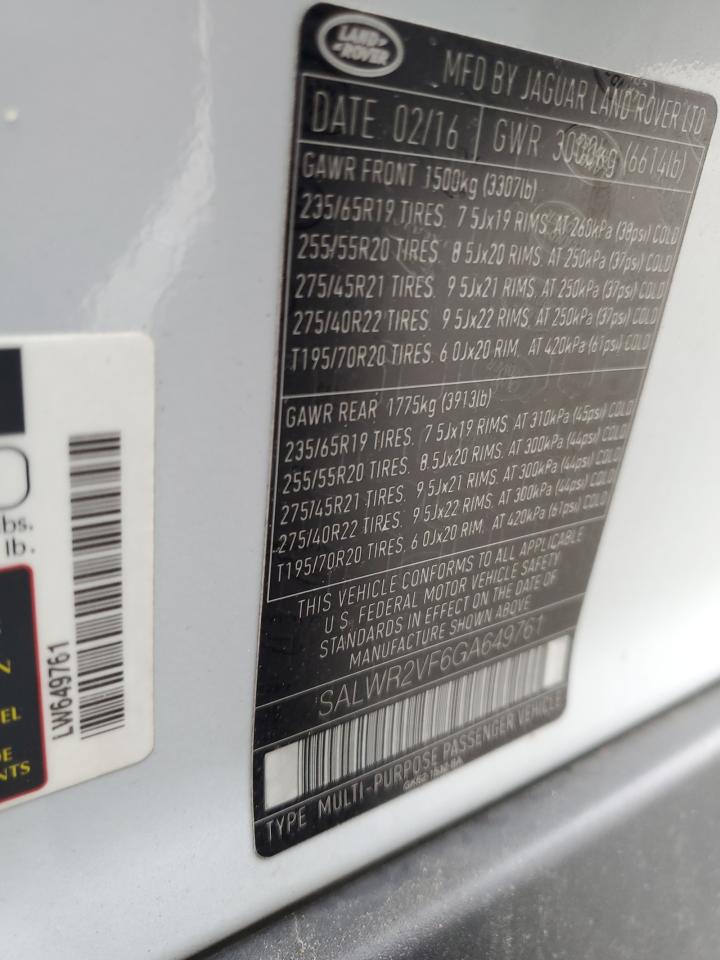 LAND ROVER
MFD BY JAGUAR LAND ROVER LTD
DATE 02/16 GWR 3000kg (6614lb)
GAWR FRONT 1500kg (3307lb)
235/65R19 TIRES. 7 5Jx19 RIMS. AT 260kPa (38psi) COLD
255/55R20 TIRES. 8 5Jx20 RIMS. AT 250kPa (37psi) COLD
275/45R21 TIRES. 9 5Jx21 RIMS. AT 250kPa (37psi) COLD
275/40R22 TIRES. 9 5Jx22 RIMS. AT 250kPa (37psi) COLD
T195/70R20 TIRES. 6 0Jx20 RIM. AT 420kPa (61psi) COLD
GAWR REAR 1775kg (3913lb)
235/65R19 TIRES. 7 5Jx19 RIMS. AT 310kPa (45psi) COLD
255/55R20 TIRES. 8.5Jx20 RIMS. AT 300kPa (44psi) COLD
275/45R21 TIRES. 9 5Jx21 RIMS. AT 300kPa (44psi) COLD
275/40R22 TIRES. 9 5Jx22 RIMS. AT 300kPa (44psi) COLD
T195/70R20 TIRES. 6 0Jx20 RIM. AT 420kPa (61psi) COLD
THIS VEHICLE CONFORMS TO ALL APPLICABLE
U.S. FEDERAL MOTOR VEHICLE SAFETY
STANDARDS IN EFFECT ON THE DATE OF
MANUFACTURE SHOWN ABOVE
SALWR2VF6GA649761
TYPE MULTI-PURPOSE PASSENGER VEHICLE
bs.
lb.
LW649761
EL
DE
NTS